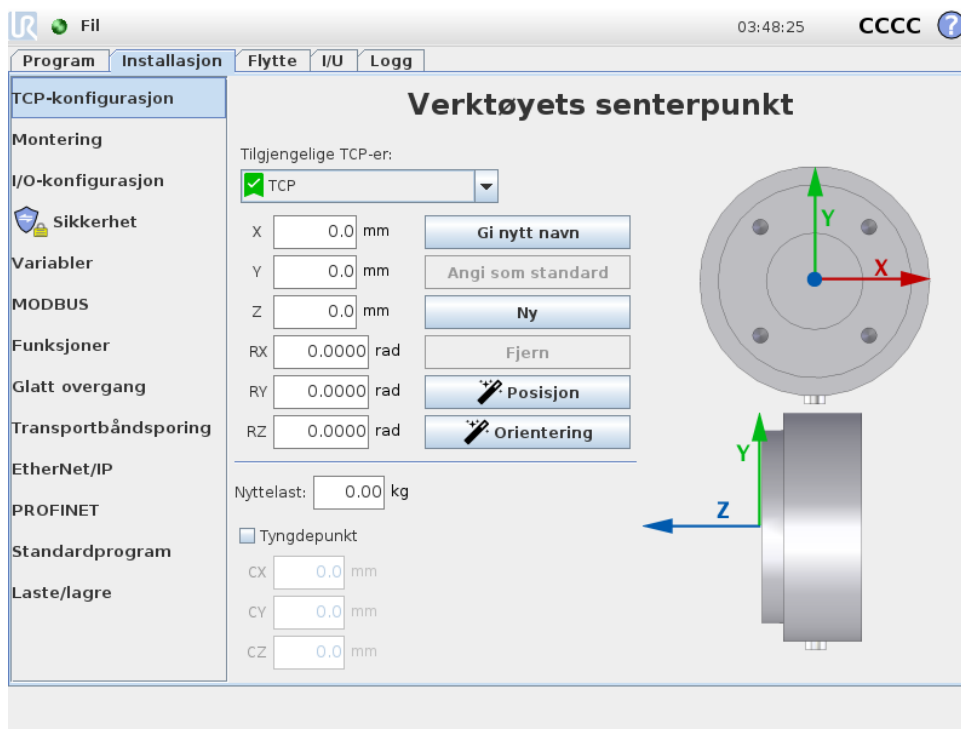 UR Fil 03:48:25 CCCC ?
Program Installasjon Flytte I/U Logg
TCP-konfigurasjon
Montering
I/O-konfigurasjon
Sikkerhet
Variabler
MODBUS
Funksjoner
Glatt overgang
Transportbåndsporing
EtherNet/IP
PROFINET
Standardprogram
Laste/lagre
Verktøyets senterpunkt
Tilgjengelige TCP-er:
TCP
X 0.0 mm Gi nytt navn
Y 0.0 mm Angi som standard
Z 0.0 mm Ny
RX 0.0000 rad Fjern
RY 0.0000 rad Posisjon
RZ 0.0000 rad Orientering
Nyttelast: 0.00 kg
Tyngdepunkt
CX 0.0 mm
CY 0.0 mm
CZ 0.0 mm
Y
X
Y
Z